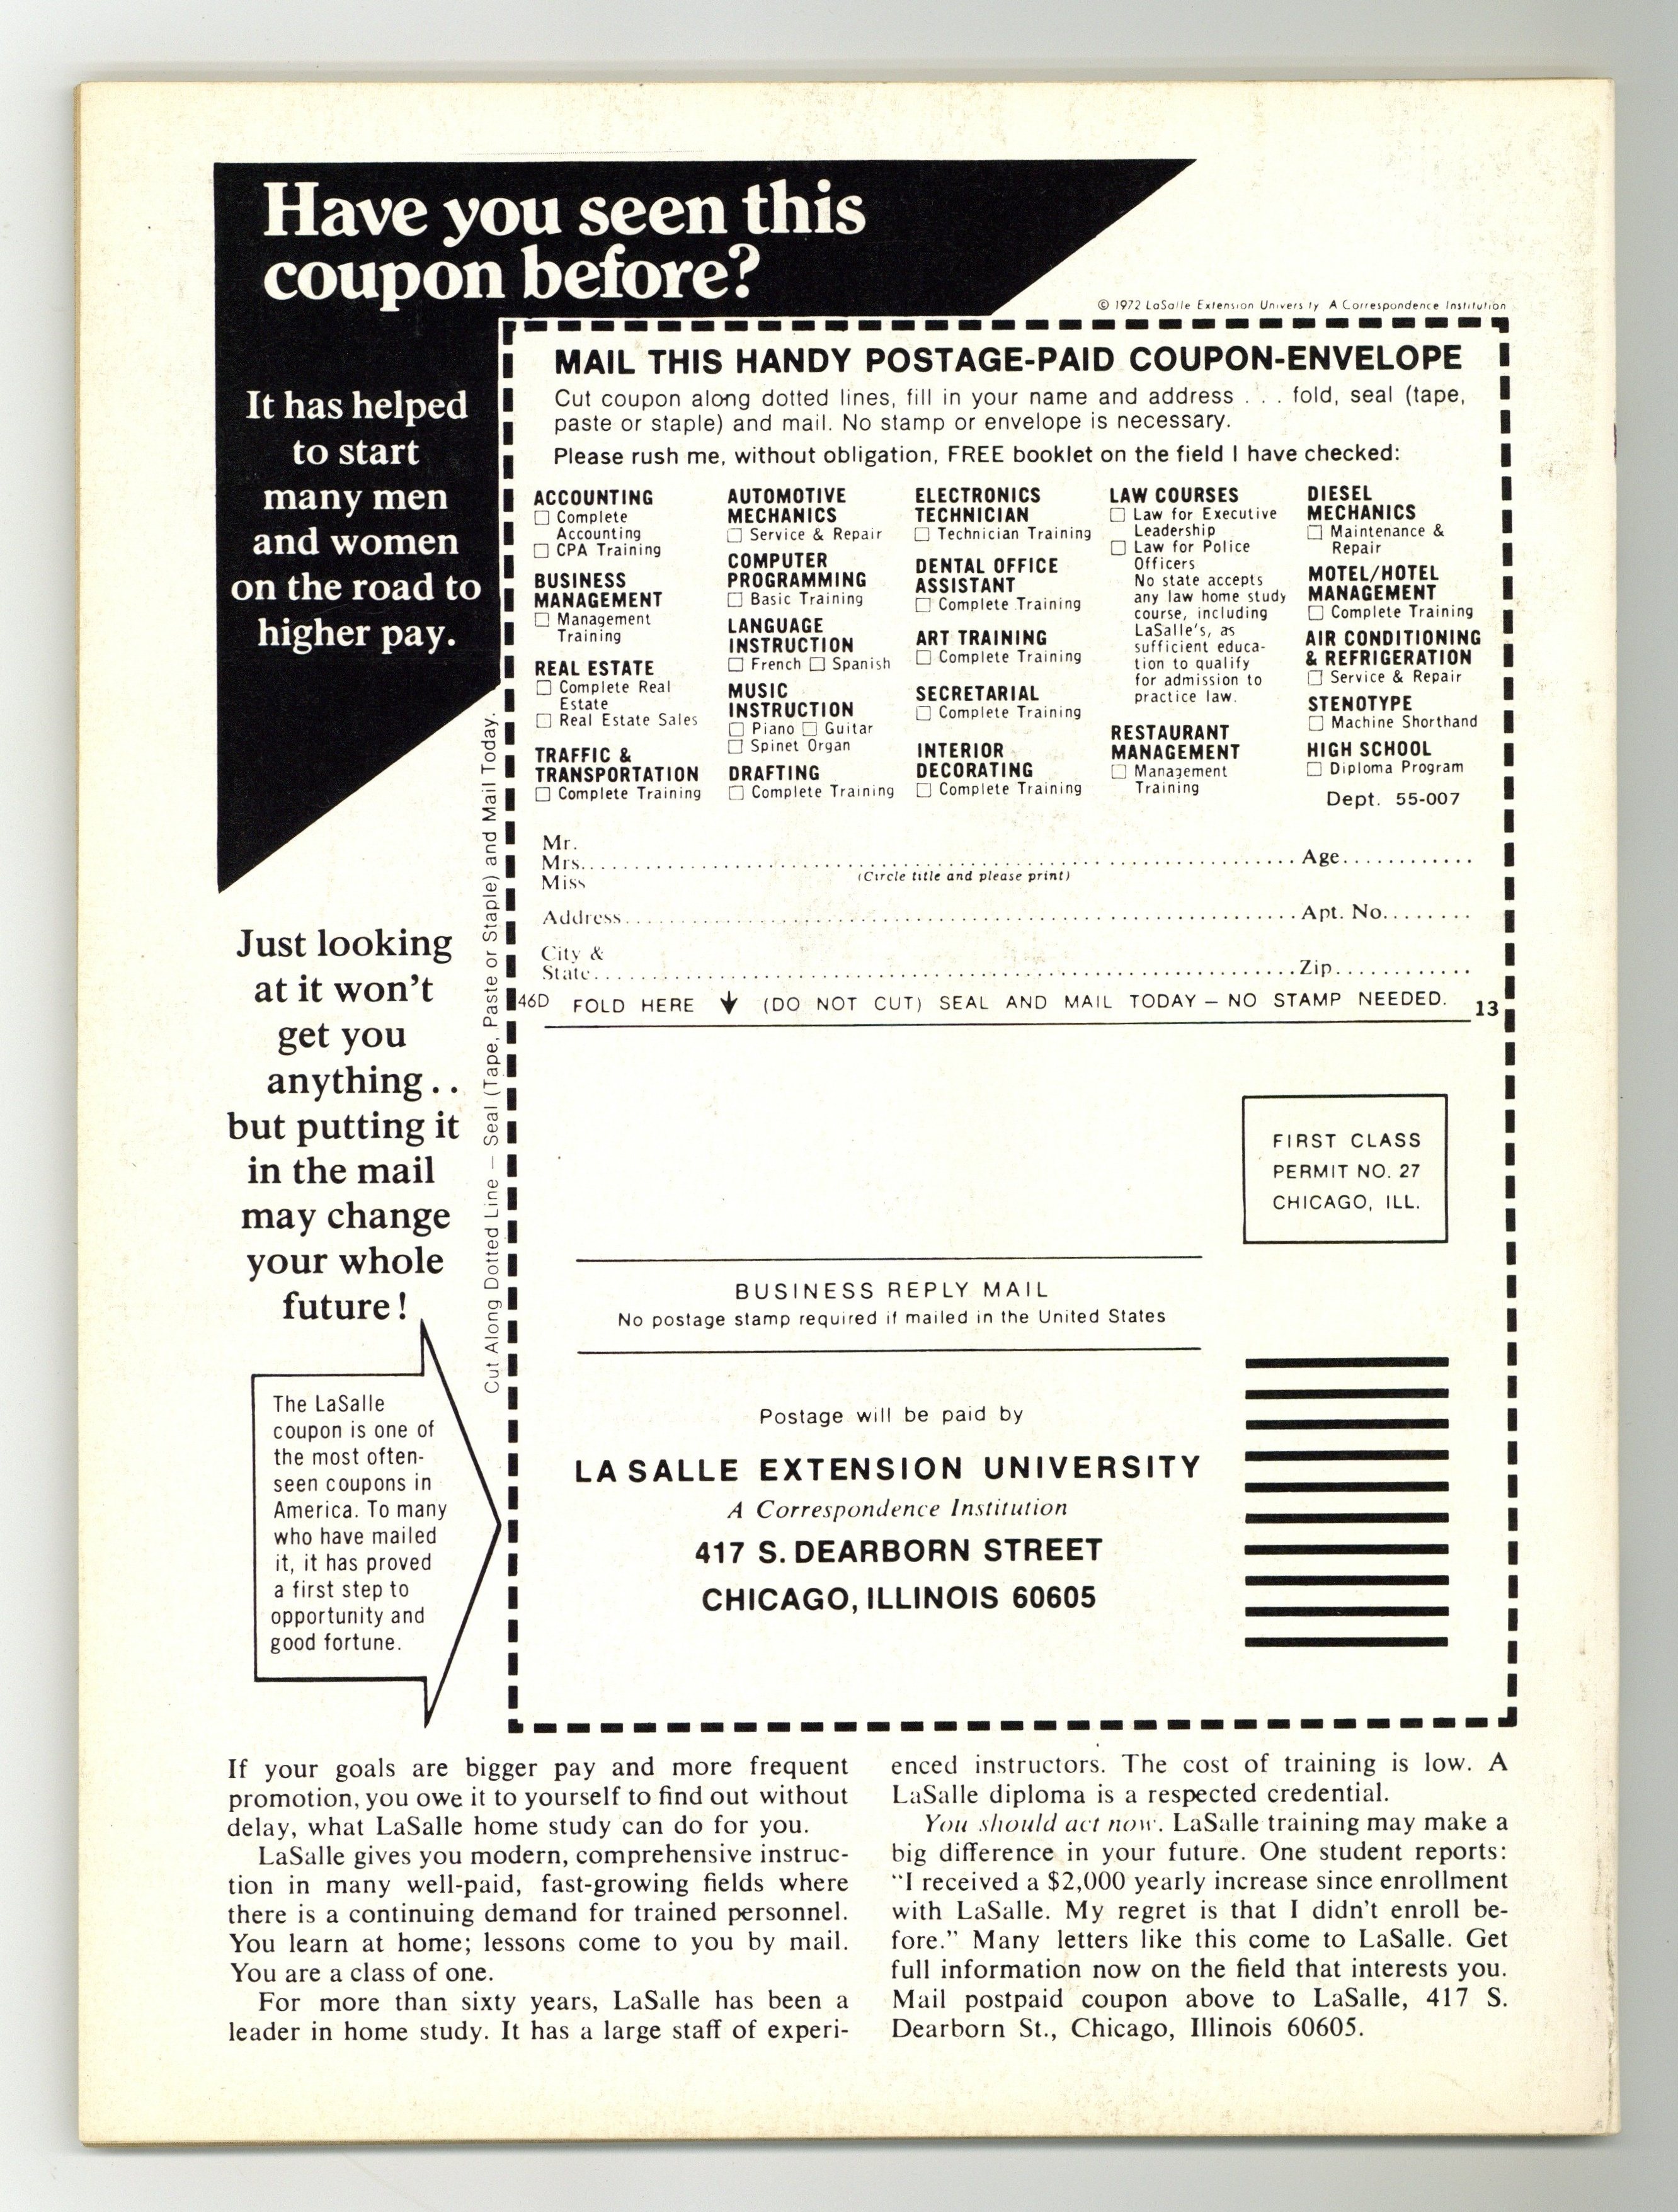 Have you seen this
coupon before?
It has helped
to start
many men
and women
on the road to
higher pay.
Just looking
at it won't
get you
anything . .
but putting it
in the mail
may change
your whole
future!
The LaSalle
coupon is one of
the most often-
seen coupons in
America. To many
who have mailed
it, it has proved
a first step to
opportunity and
good fortune.
Cut Along Dotted Line — Seal (Tape, Paste or Staple) and Mail Today.
© 1972 LaSalle Extension University A Correspondence Institution
MAIL THIS HANDY POSTAGE-PAID COUPON-ENVELOPE
Cut coupon along dotted lines, fill in your name and address . . . fold, seal (tape,
paste or staple) and mail. No stamp or envelope is necessary.
Please rush me, without obligation, FREE booklet on the field I have checked:
ACCOUNTING
☐ Complete
Accounting
☐ CPA Training
BUSINESS
MANAGEMENT
☐ Management
Training
REAL ESTATE
☐ Complete Real
Estate
☐ Real Estate Sales
TRAFFIC &
TRANSPORTATION
☐ Complete Training
AUTOMOTIVE
MECHANICS
☐ Service & Repair
COMPUTER
PROGRAMMING
☐ Basic Training
LANGUAGE
INSTRUCTION
☐ French ☐ Spanish
MUSIC
INSTRUCTION
☐ Piano ☐ Guitar
☐ Spinet Organ
DRAFTING
☐ Complete Training
ELECTRONICS
TECHNICIAN
☐ Technician Training
DENTAL OFFICE
ASSISTANT
☐ Complete Training
ART TRAINING
☐ Complete Training
SECRETARIAL
☐ Complete Training
INTERIOR
DECORATING
☐ Complete Training
LAW COURSES
☐ Law for Executive
Leadership
☐ Law for Police
Officers
No state accepts
any law home study
course, including
LaSalle's, as
sufficient educa-
tion to qualify
for admission to
practice law.
RESTAURANT
MANAGEMENT
☐ Management
Training
DIESEL
MECHANICS
☐ Maintenance &
Repair
MOTEL/HOTEL
MANAGEMENT
☐ Complete Training
AIR CONDITIONING
& REFRIGERATION
☐ Service & Repair
STENOTYPE
☐ Machine Shorthand
HIGH SCHOOL
☐ Diploma Program
Dept. 55-007
Mr.
Mrs. . . . . . . . . . . Age . . . . . .
Miss (Circle title and please print)
Address . . . . . . . . . . Apt. No. . . . . .
City &
State . . . . . . . . . . Zip . . . . . .
46D FOLD HERE ↓ (DO NOT CUT) SEAL AND MAIL TODAY — NO STAMP NEEDED. 13
FIRST CLASS
PERMIT NO. 27
CHICAGO, ILL.
BUSINESS REPLY MAIL
No postage stamp required if mailed in the United States
Postage will be paid by
LA SALLE EXTENSION UNIVERSITY
A Correspondence Institution
417 S. DEARBORN STREET
CHICAGO, ILLINOIS 60605
If your goals are bigger pay and more frequent
promotion, you owe it to yourself to find out without
delay, what LaSalle home study can do for you.
LaSalle gives you modern, comprehensive instruc-
tion in many well-paid, fast-growing fields where
there is a continuing demand for trained personnel.
You learn at home; lessons come to you by mail.
You are a class of one.
For more than sixty years, LaSalle has been a
leader in home study. It has a large staff of experi-
enced instructors. The cost of training is low. A
LaSalle diploma is a respected credential.
You should act now. LaSalle training may make a
big difference in your future. One student reports:
"I received a $2,000 yearly increase since enrollment
with LaSalle. My regret is that I didn't enroll be-
fore." Many letters like this come to LaSalle. Get
full information now on the field that interests you.
Mail postpaid coupon above to LaSalle, 417 S.
Dearborn St., Chicago, Illinois 60605.